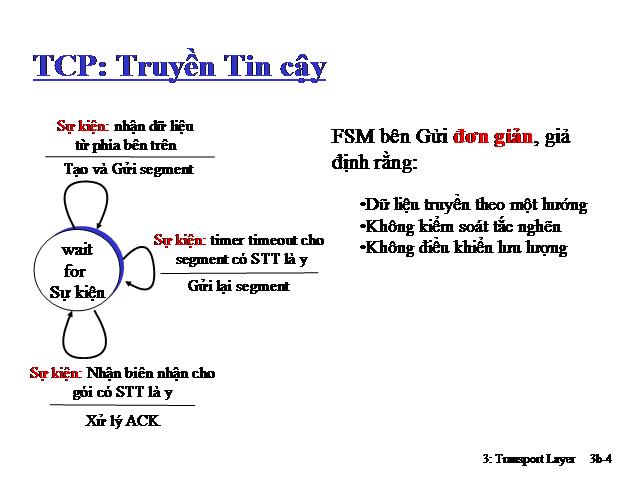 TCP: Truyền Tin cậy
Sự kiện: nhận dữ liệu
từ phia bên trên
Tạo và Gửi segment
wait
for
Sự kiện
Sự kiện: timer timeout cho
segment có STT là y
Gửi lại segment
Sự kiện: Nhận biên nhận cho
gói có STT là y
Xử lý ACK.
FSM bên Gửi đơn giản, giả
định rằng:
•Dữ liệu truyền theo một hướng
•Không kiểm soát tắc nghẽn
•Không điều khiển lưu lượng
3: Transport Layer 3b-4